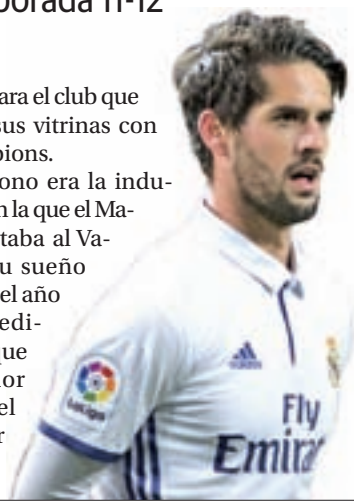 porada 11-12
ara el club que
sus vitrinas con
pions.
ono era la indu-
n la que el Ma-
taba al Va-
u sueño
el año
edi-
que
or
el
r
LaLiga
adidas
Fly
Emira